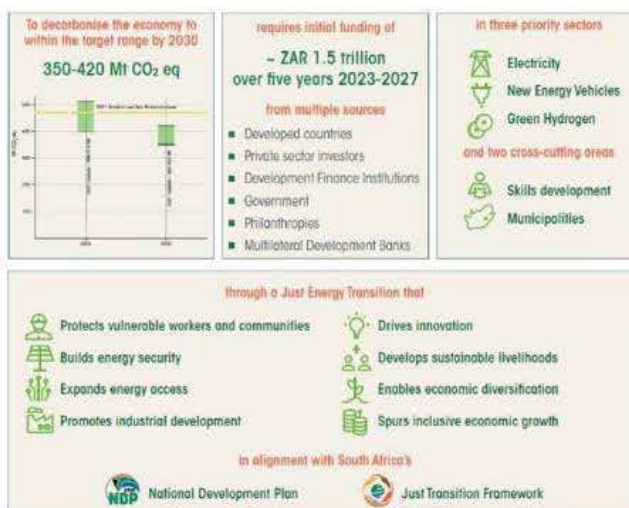 To decarbonise the economy to
within the target range by 2030
350-420 Mt CO₂ eq
requires initial funding of
~ ZAR 1.5 trillion
over five years 2023-2027
from multiple sources
Developed countries
Private sector investors
Development Finance Institutions
Government
Philanthropies
Multilateral Development Banks
in three priority sectors
Electricity
New Energy Vehicles
Green Hydrogen
and two cross-cutting areas
Skills development
Municipalities
through a Just Energy Transition that
Protects vulnerable workers and communities
Builds energy security
Expands energy access
Promotes industrial development
Drives innovation
Develops sustainable livelihoods
Enables economic diversification
Spurs inclusive economic growth
in alignment with South Africa's
NDP
National Development Plan
Just Transition Framework